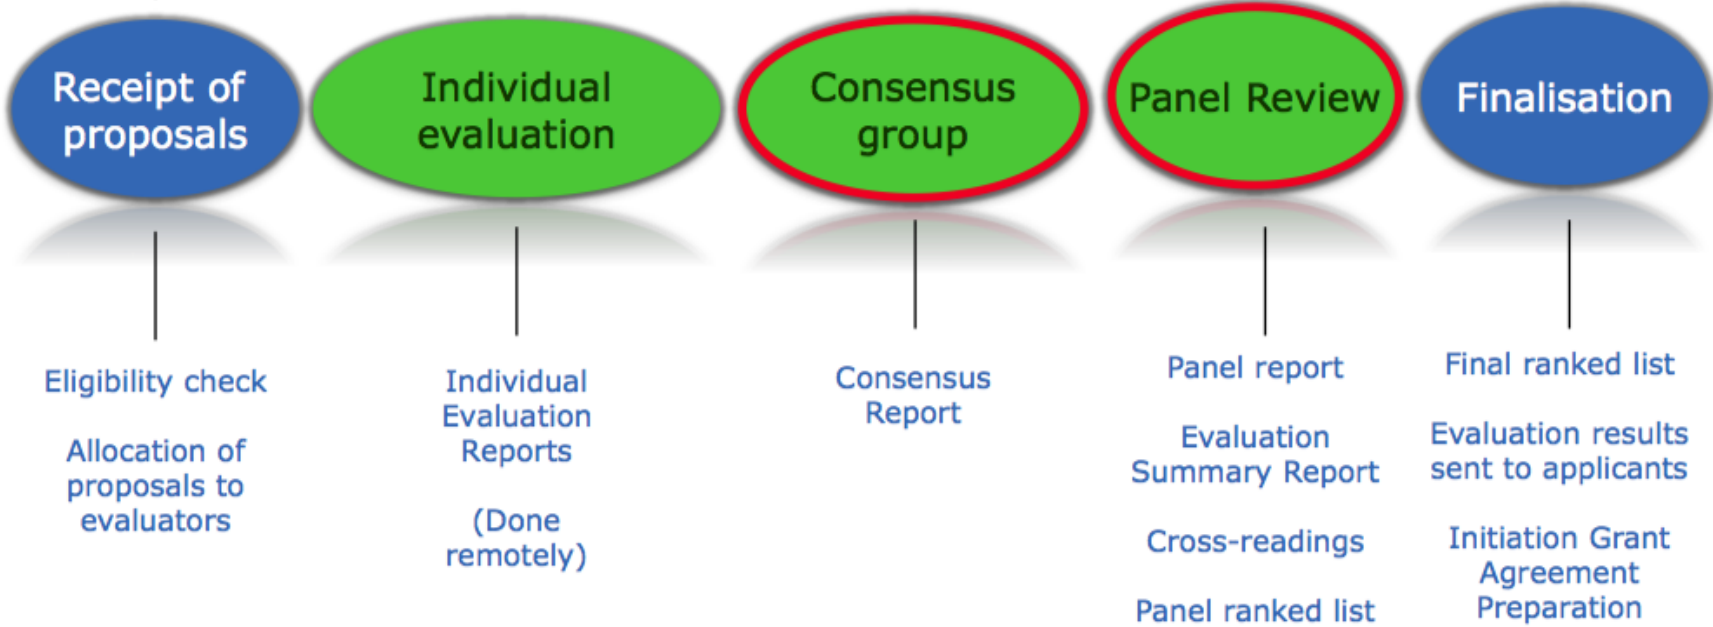 Receipt of
proposals
Individual
evaluation
Consensus
group
Panel Review
Finalisation
Eligibility check
Allocation of
proposals to
evaluators
Individual
Evaluation
Reports
(Done
remotely)
Consensus
Report
Panel report
Evaluation
Summary Report
Cross-readings
Panel ranked list
Final ranked list
Evaluation results
sent to applicants
Initiation Grant
Agreement
Preparation